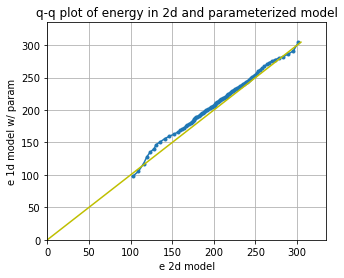 q-q plot of energy in 2d and parameterized model
300
250
200
150
100
50
0
e 1d model w/ param
0 50 100 150 200 250 300
e 2d model